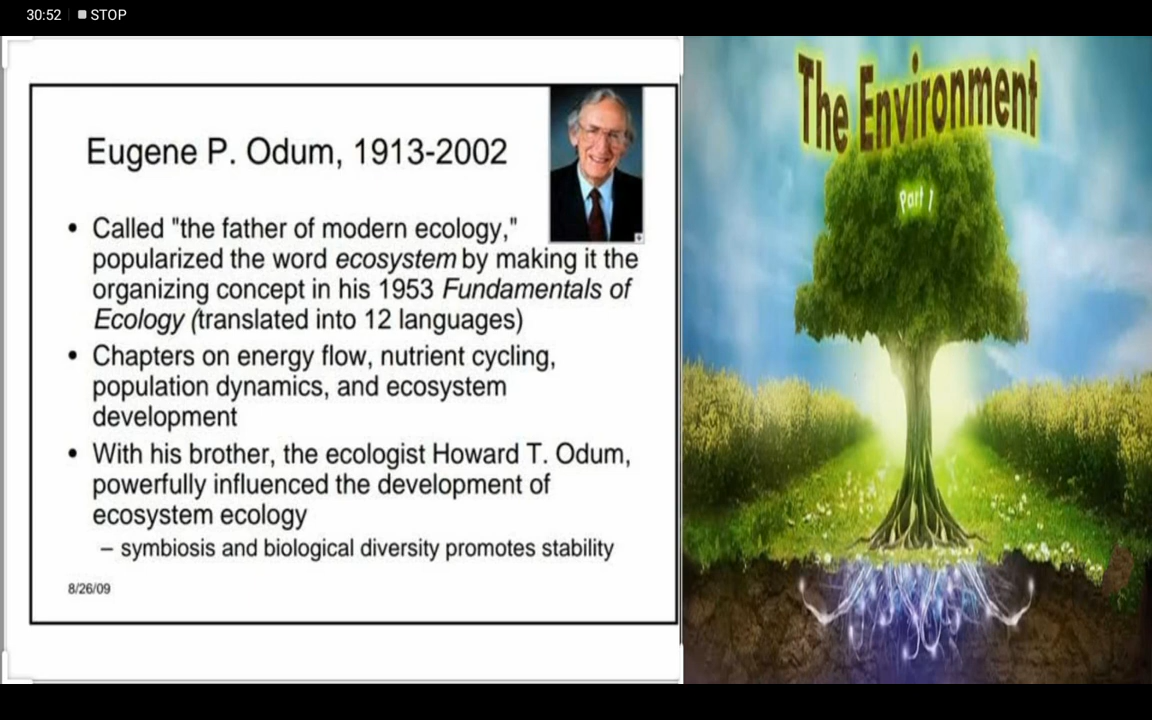 30:52 STOP
Eugene P. Odum, 1913-2002
• Called "the father of modern ecology,"
popularized the word ecosystem by making it the
organizing concept in his 1953 Fundamentals of
Ecology (translated into 12 languages)
• Chapters on energy flow, nutrient cycling,
population dynamics, and ecosystem
development
• With his brother, the ecologist Howard T. Odum,
powerfully influenced the development of
ecosystem ecology
– symbiosis and biological diversity promotes stability
8/26/09
The Environment
Part 1